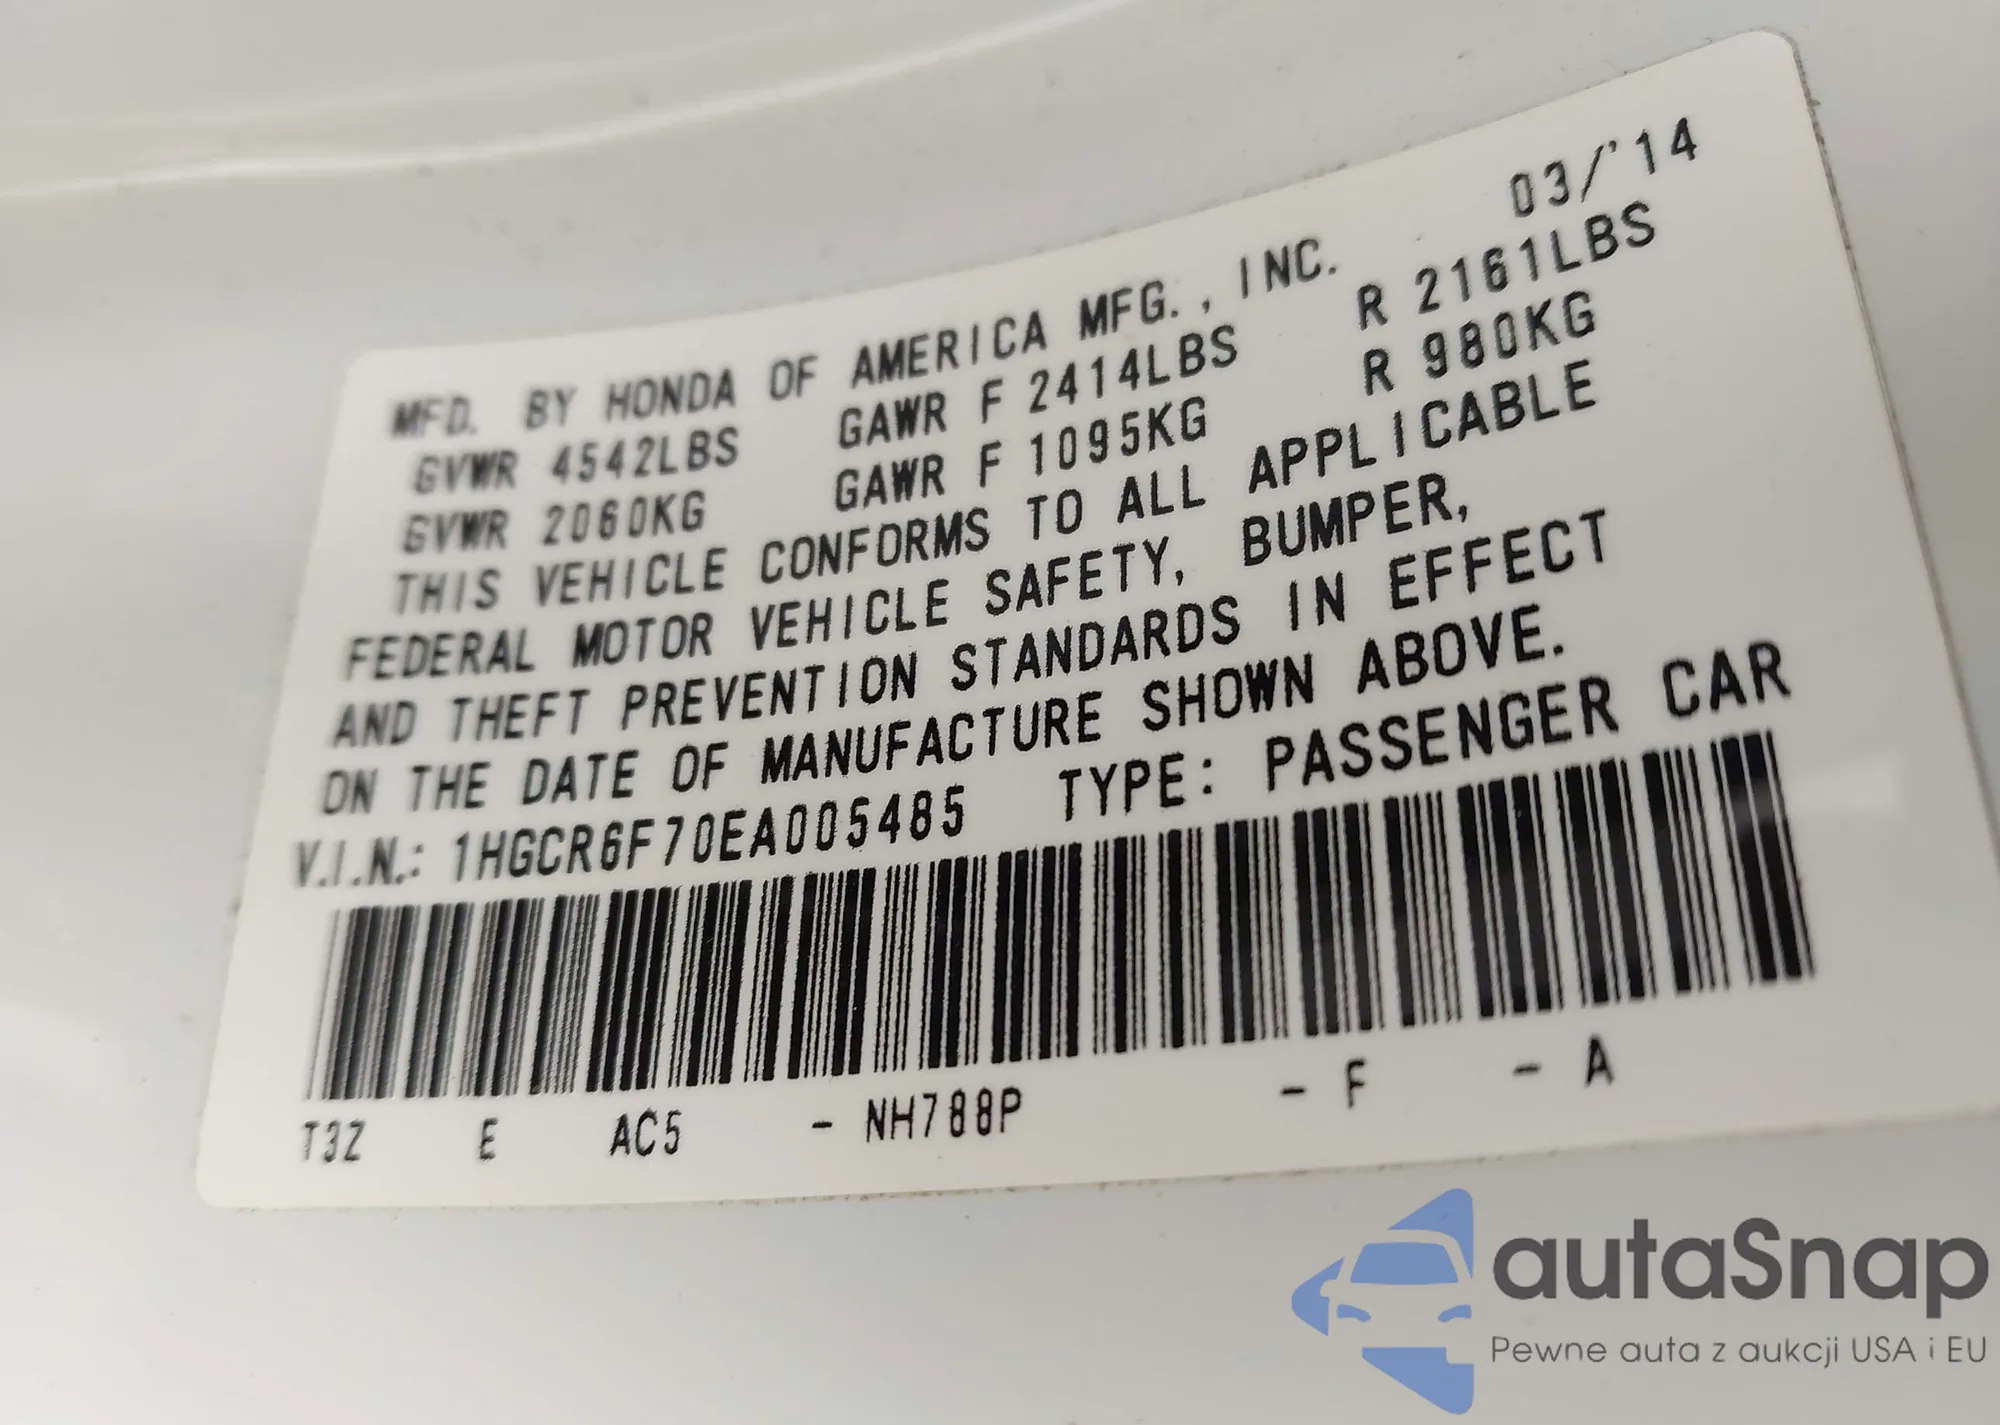 03/'14
MFD. BY HONDA OF AMERICA MFG., INC.
GVWR 4542LBS GAWR F 2414LBS R 2161LBS
GVWR 2060KG GAWR F 1095KG R 980KG
THIS VEHICLE CONFORMS TO ALL APPLICABLE
FEDERAL MOTOR VEHICLE SAFETY, BUMPER,
AND THEFT PREVENTION STANDARDS IN EFFECT
ON THE DATE OF MANUFACTURE SHOWN ABOVE.
V.I.N.: 1HGCR6F70EA005485 TYPE: PASSENGER CAR
T3Z E AC5 - NH788P - F - A
autaSnap
Pewne auta z aukcji USA i EU